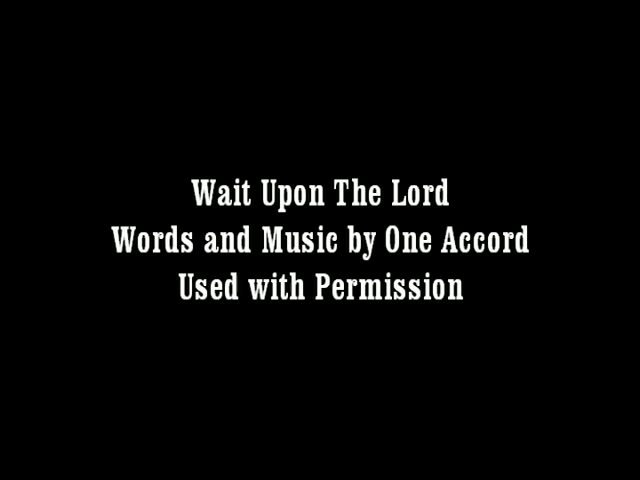 Wait Upon The Lord
Words and Music by One Accord
Used with Permission